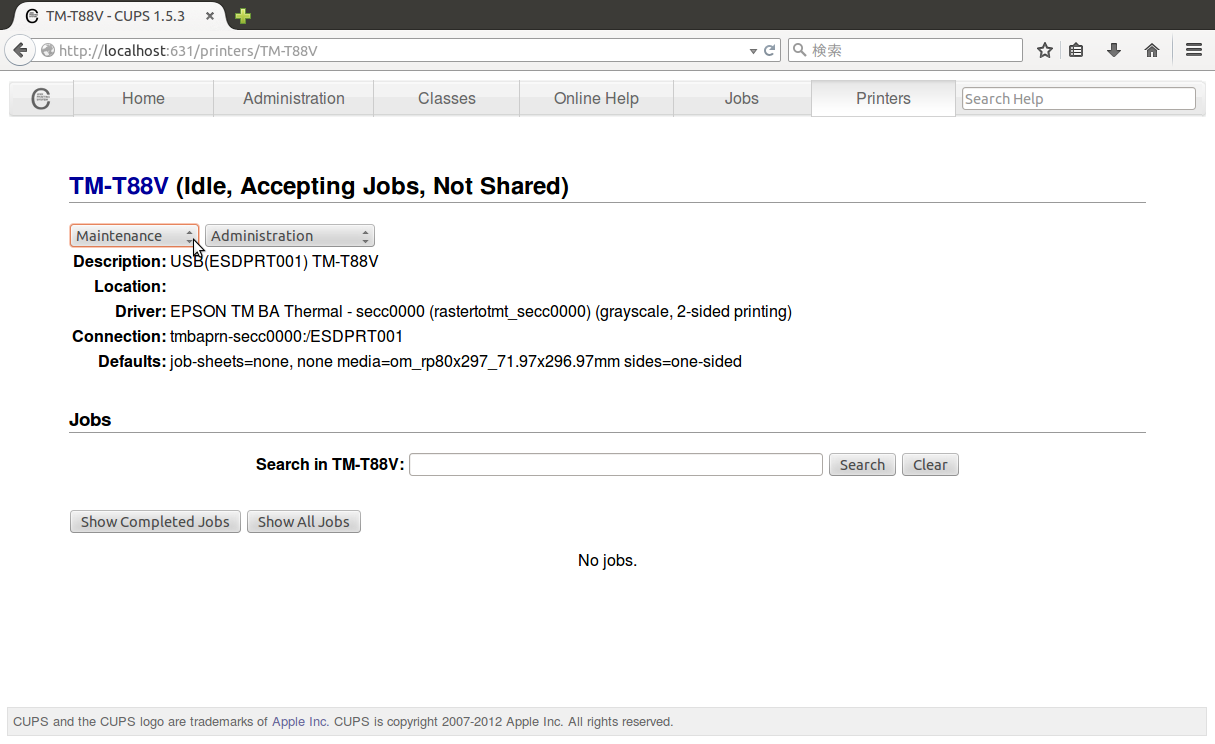 TM-T88V - CUPS 1.5.3
http://localhost:631/printers/TM-T88V
検索
Home
Administration
Classes
Online Help
Jobs
Printers
Search Help
TM-T88V (Idle, Accepting Jobs, Not Shared)
Maintenance
Administration
Description: USB(ESDPRT001) TM-T88V
Location:
Driver: EPSON TM BA Thermal - secc0000 (rastertotmt_secc0000) (grayscale, 2-sided printing)
Connection: tmbaprn-secc0000:/ESDPRT001
Defaults: job-sheets=none, none media=om_rp80x297_71.97x296.97mm sides=one-sided
Jobs
Search in TM-T88V:
Search
Clear
Show Completed Jobs
Show All Jobs
No jobs.
CUPS and the CUPS logo are trademarks of Apple Inc. CUPS is copyright 2007-2012 Apple Inc. All rights reserved.